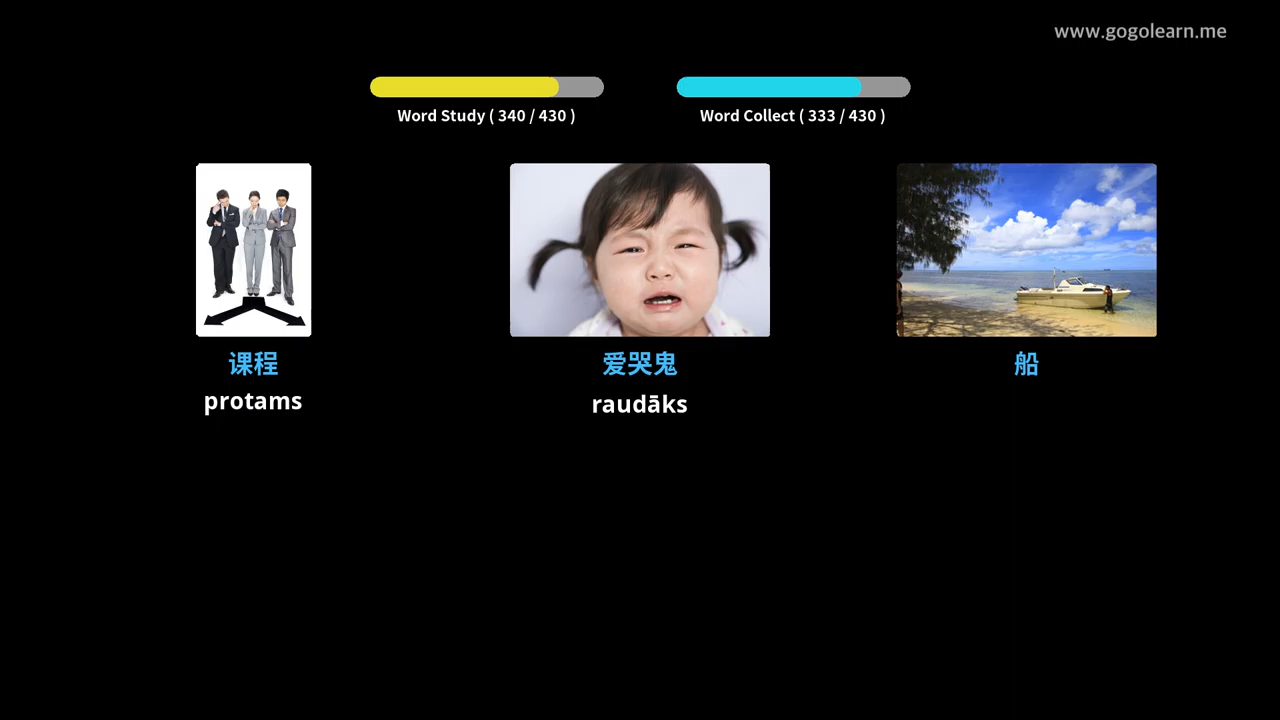 www.gogolearn.me
Word Study ( 340 / 430 )
Word Collect ( 333 / 430 )
课程
爱哭鬼
船
protams
raudāks